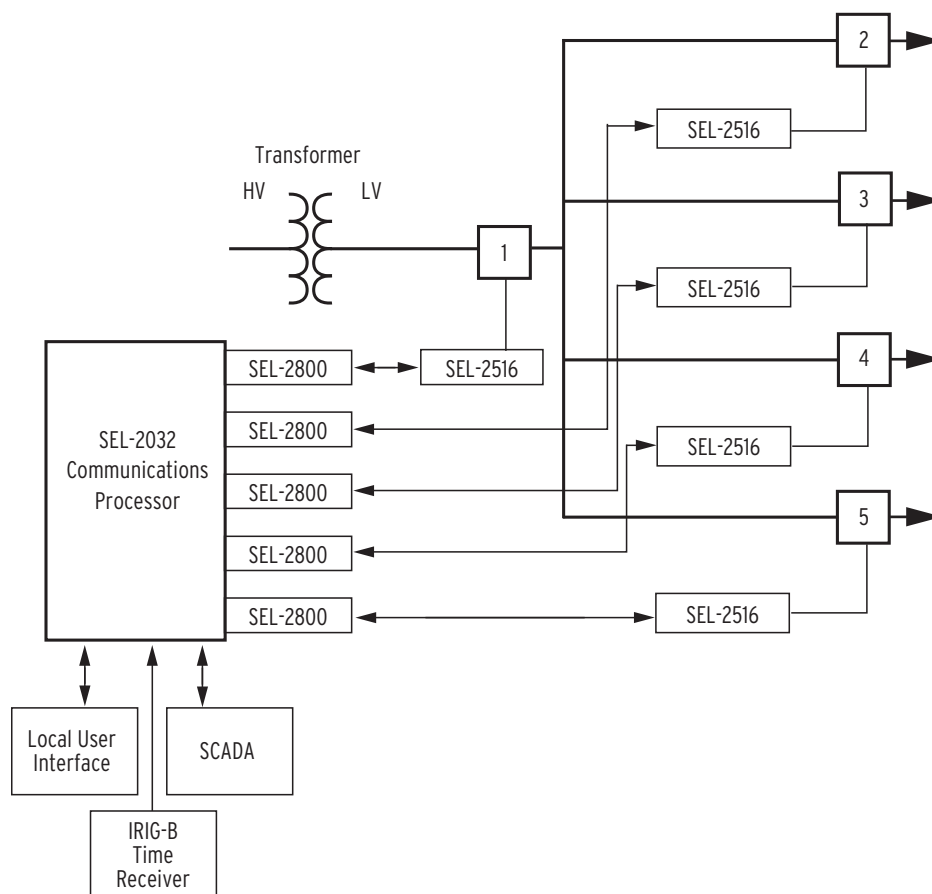 2
SEL-2516
Transformer
HV
LV
3
1
SEL-2516
SEL-2800
SEL-2516
4
SEL-2800
SEL-2516
SEL-2032
Communications
Processor
SEL-2800
5
SEL-2800
SEL-2800
SEL-2516
Local User
Interface
SCADA
IRIG-B
Time
Receiver